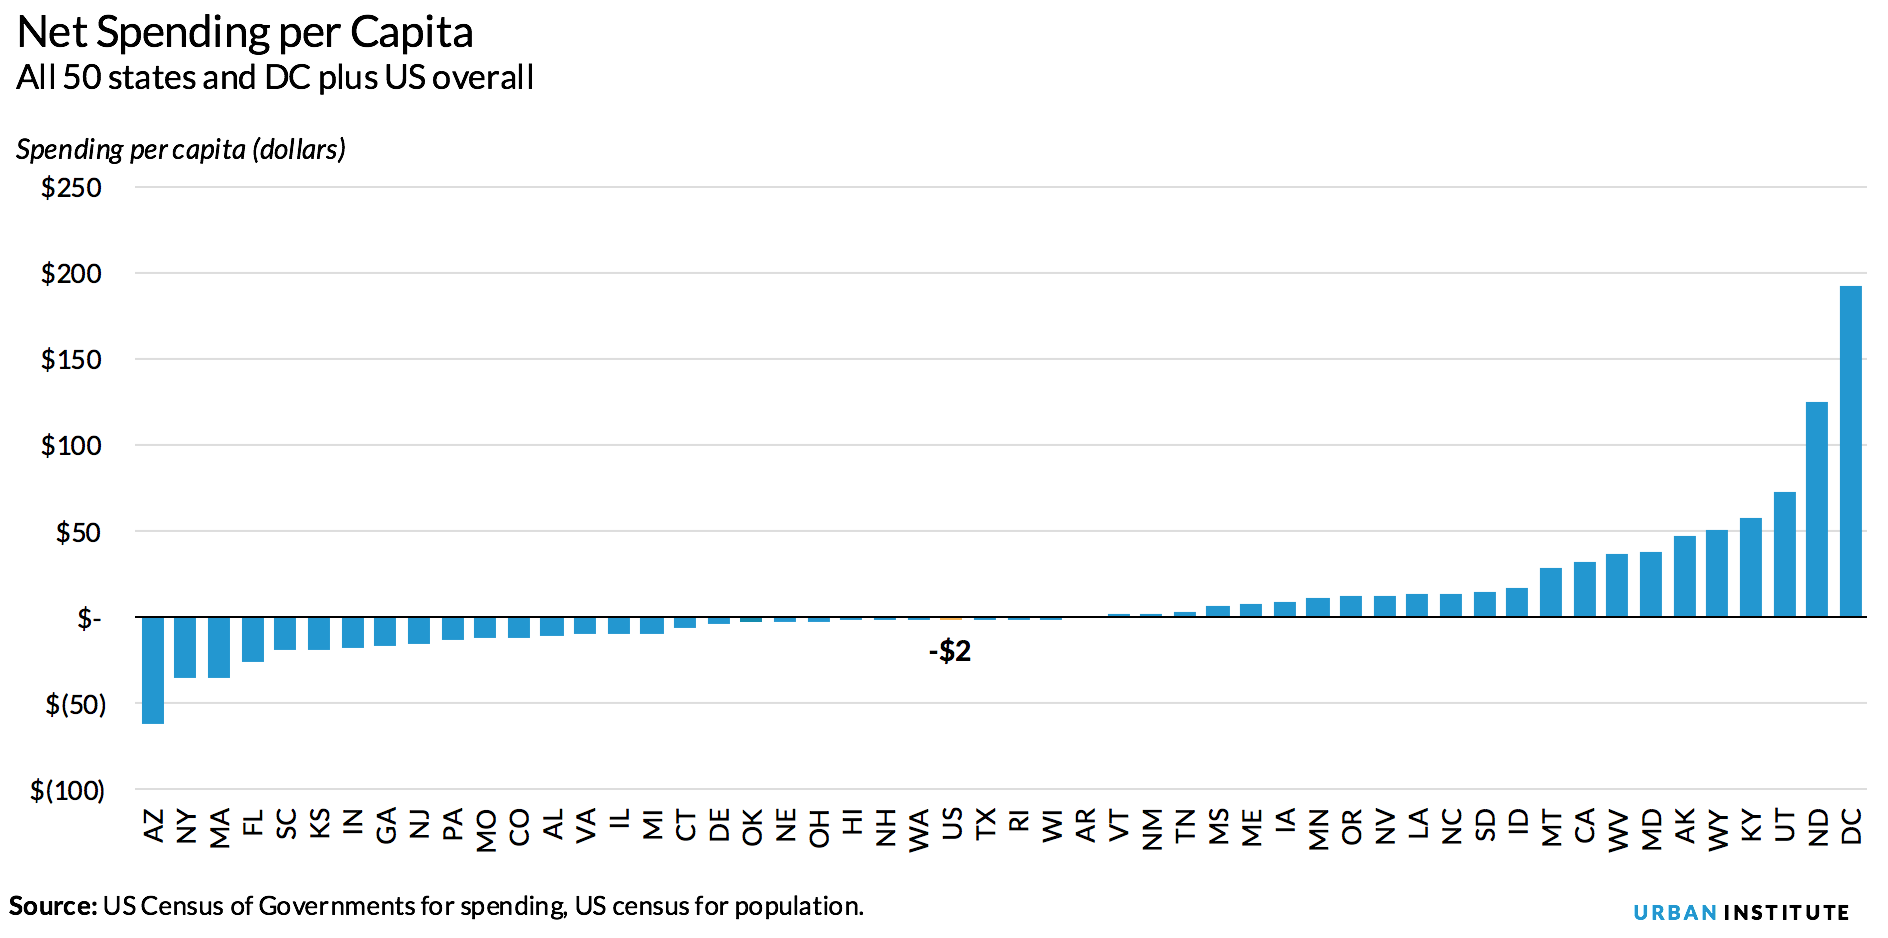 Net Spending per Capita
All 50 states and DC plus US overall
Spending per capita (dollars)
$250
$200
$150
$100
$50
$-
-$2
$(50)
$(100)
AZ NY MA FL SC KS IN GA NJ PA MO CO AL VA IL MI CT DE OK NE OH HI NH WA US TX RI WI AR VT NM TN MS ME IA MN OR NV LA NC SD ID MT CA WV MD AK WY KY UT ND DC
Source: US Census of Governments for spending, US census for population.
URBAN INSTITUTE